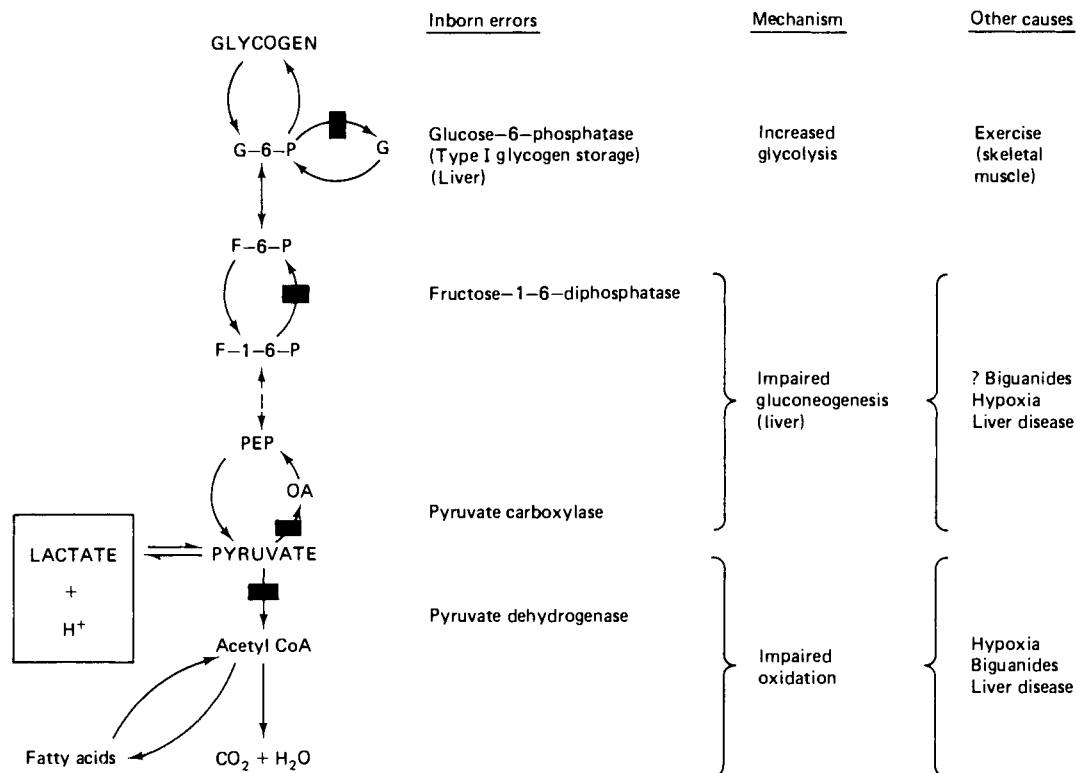 Inborn errors
Mechanism
Other causes
GLYCOGEN
G–6–P
G
Glucose–6–phosphatase
(Type I glycogen storage)
(Liver)
Increased
glycolysis
Exercise
(skeletal
muscle)
F–6–P
Fructose–1–6–diphosphatase
F–1–6–P
Impaired
gluconeogenesis
(liver)
? Biguanides
Hypoxia
Liver disease
PEP
OA
Pyruvate carboxylase
LACTATE
+
H⁺
PYRUVATE
Pyruvate dehydrogenase
Acetyl CoA
Impaired
oxidation
Hypoxia
Biguanides
Liver disease
Fatty acids
CO₂ + H₂O